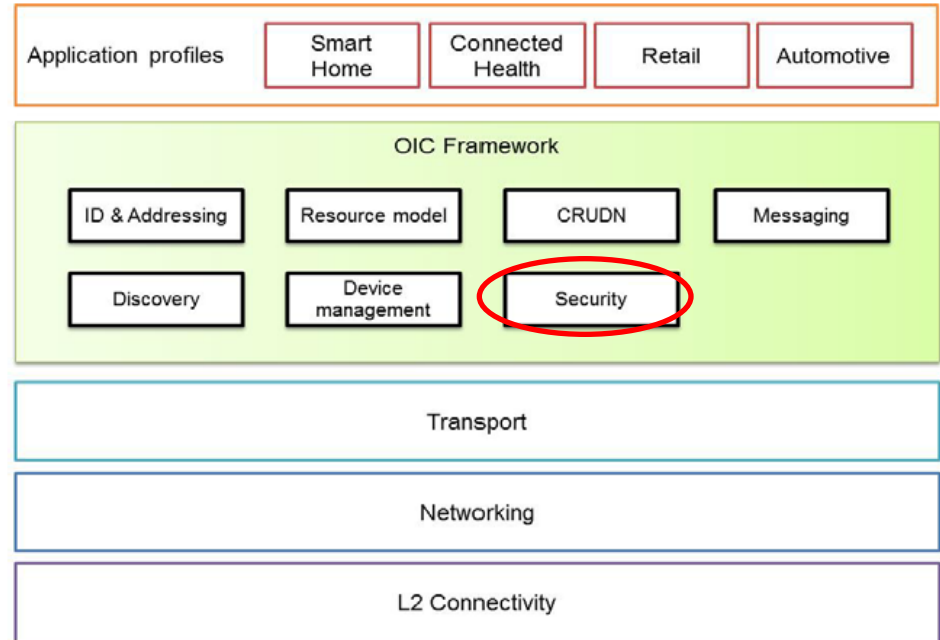 Application profiles
Smart
Home
Connected
Health
Retail
Automotive
OIC Framework
ID & Addressing
Resource model
CRUDN
Messaging
Discovery
Device
management
Security
Transport
Networking
L2 Connectivity